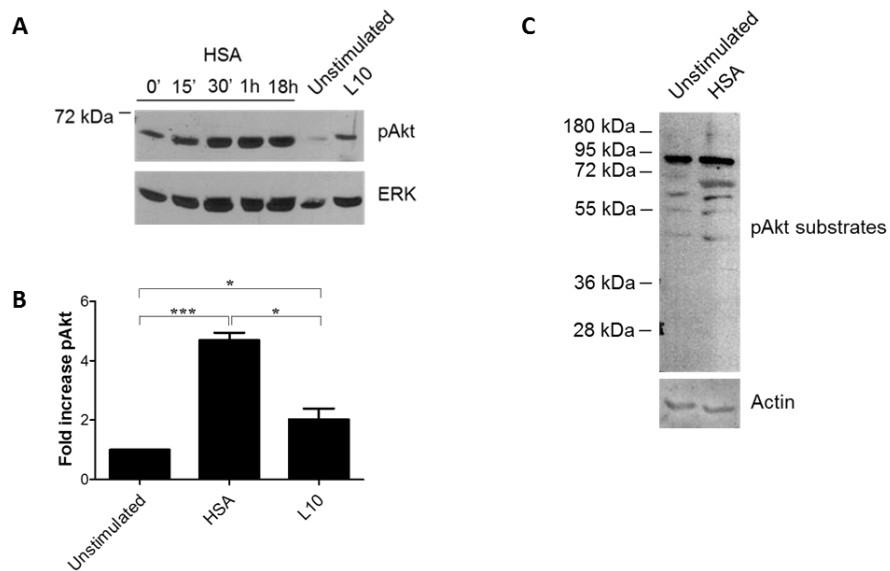 A
HSA
0' 15' 30' 1h 18h Unstimulated L10
72 kDa
pAkt
ERK
B
* 
*** *
Fold increase pAkt
6
4
2
0
Unstimulated HSA L10
C
Unstimulated HSA
180 kDa
95 kDa
72 kDa
55 kDa
pAkt substrates
36 kDa
28 kDa
Actin